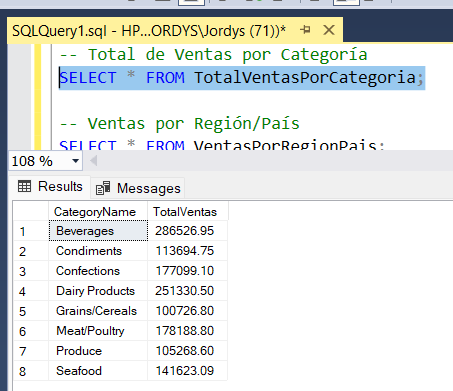 SQLQuery1.sql - HP...ORDYS\Jordys (71))*
-- Total de Ventas por Categoría
SELECT * FROM TotalVentasPorCategoria;
-- Ventas por Región/País
SELECT * FROM VentasPorRegionPais;
108 %
Results Messages
CategoryName TotalVentas
1 Beverages 286526.95
2 Condiments 113694.75
3 Confections 177099.10
4 Dairy Products 251330.50
5 Grains/Cereals 100726.80
6 Meat/Poultry 178188.80
7 Produce 105268.60
8 Seafood 141623.09